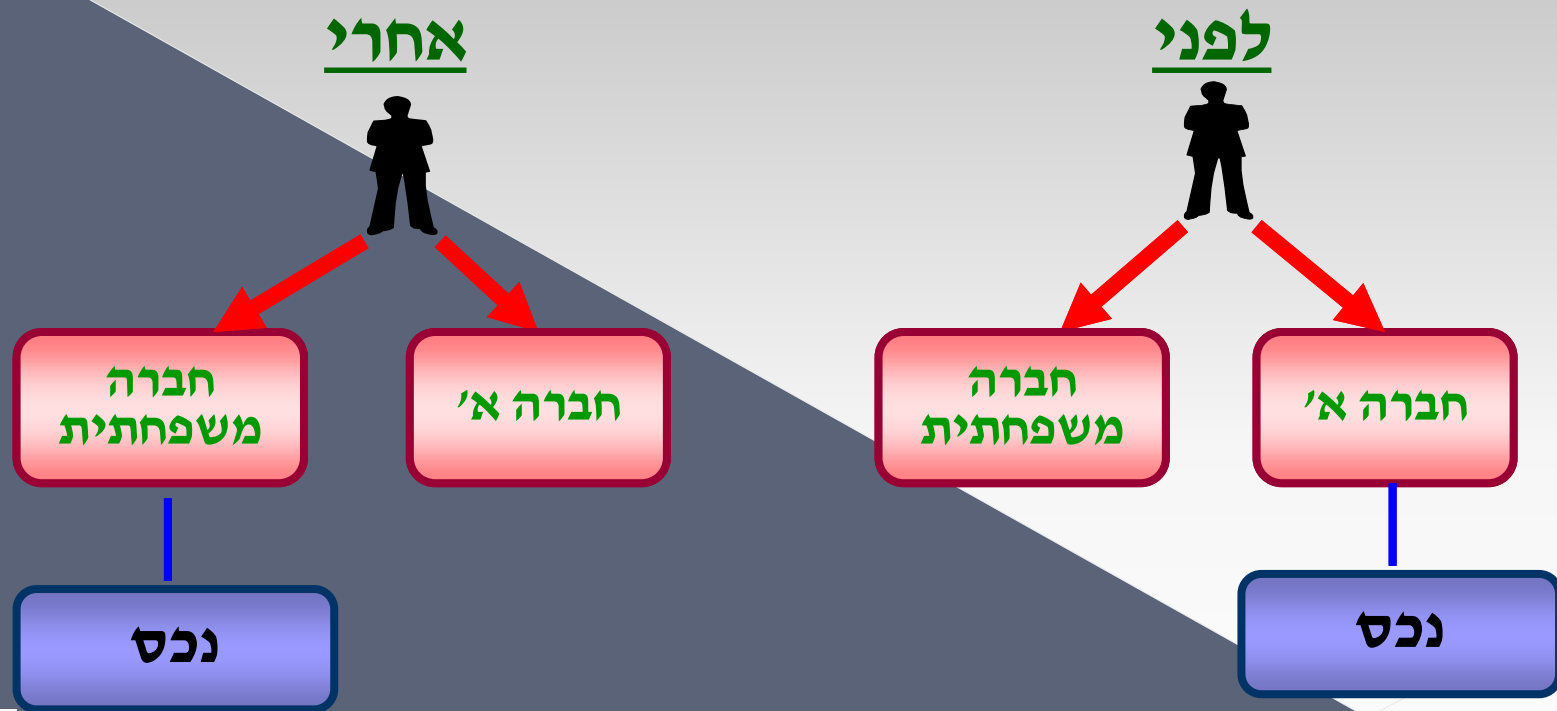 לפני
חברה א'
חברה
משפחתית
נכס
אחרי
חברה א'
חברה
משפחתית
נכס